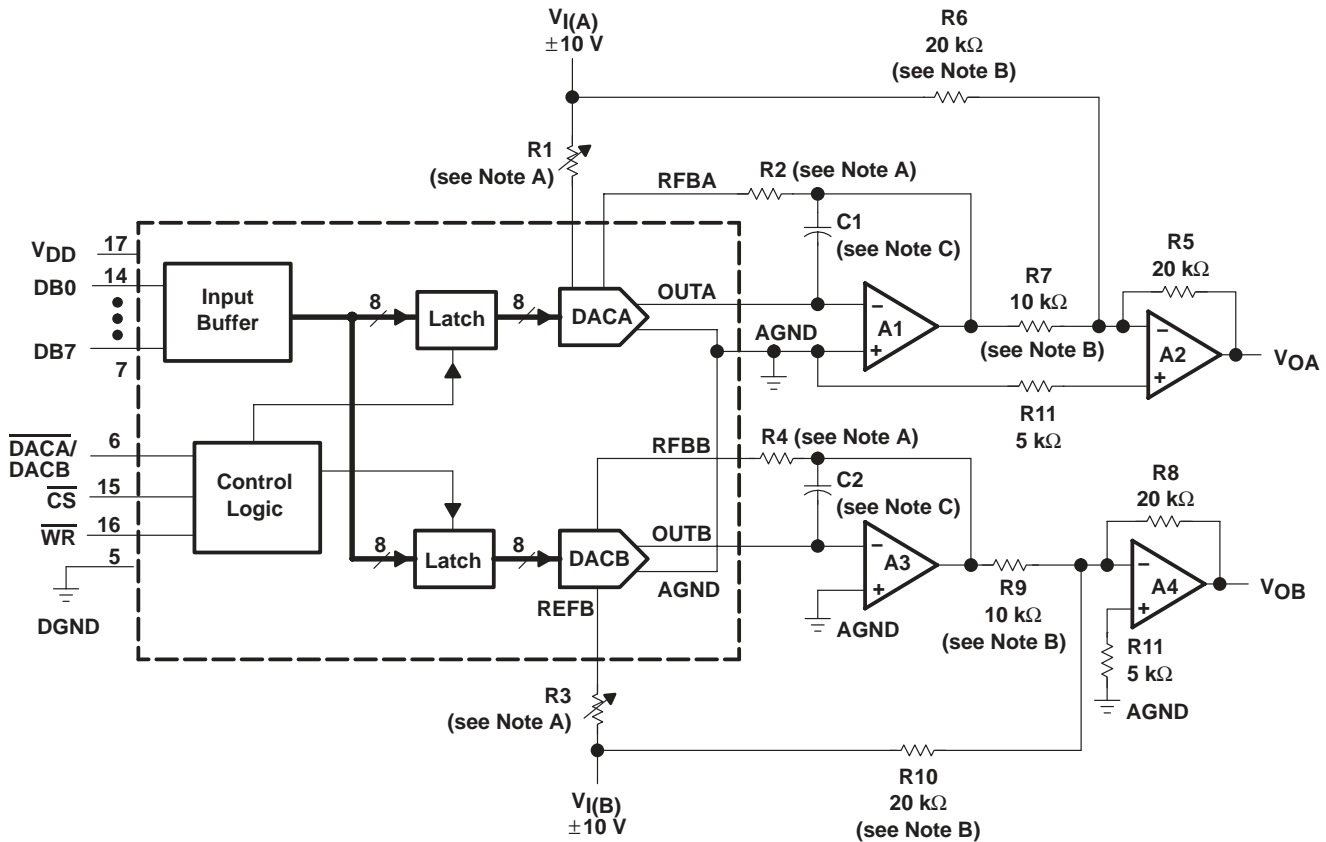 VI(A)
±10 V
R6
20 kΩ
(see Note B)
R1
(see Note A)
RFBA
R2 (see Note A)
C1
(see Note C)
R5
20 kΩ
VDD
17
DB0
14
DB7
7
Input
Buffer
8
Latch
8
DACA
OUTA
AGND
A1
R7
10 kΩ
(see Note B)
A2
VOA
R11
5 kΩ
DACA/
DACB
6
CS
15
WR
16
5
DGND
Control
Logic
8
Latch
8
DACB
REFB
RFBB
R4 (see Note A)
C2
(see Note C)
OUTB
AGND
A3
AGND
R9
10 kΩ
(see Note B)
R8
20 kΩ
A4
VOB
R11
5 kΩ
AGND
R3
(see Note A)
VI(B)
±10 V
R10
20 kΩ
(see Note B)